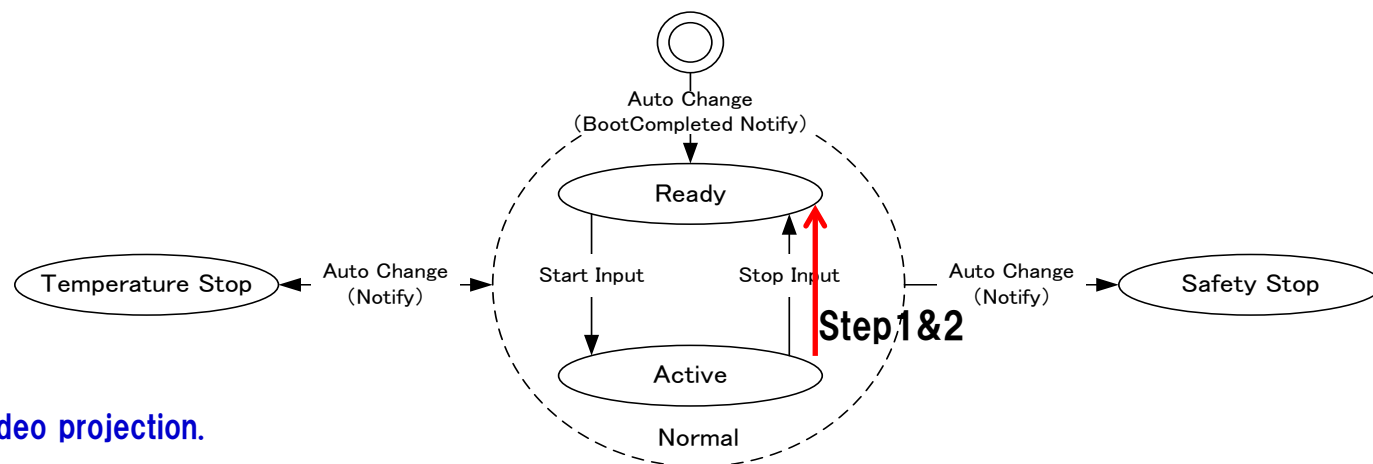 Auto Change
(BootCompleted Notify)
Ready
Temperature Stop
Auto Change
(Notify)
Start Input
Stop Input
Auto Change
(Notify)
Safety Stop
Step1&2
Active
deo projection.
Normal